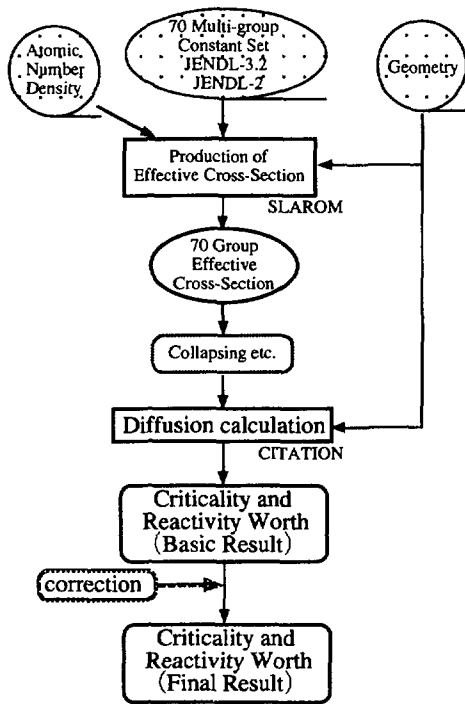 Atomic
Number
Density
70 Multi-group
Constant Set
JENDL-3.2
JENDL-2
Geometry
Production of
Effective Cross-Section
SLAROM
70 Group
Effective
Cross-Section
Collapsing etc.
Diffusion calculation
CITATION
Criticality and
Reactivity Worth
(Basic Result)
correction
Criticality and
Reactivity Worth
(Final Result)